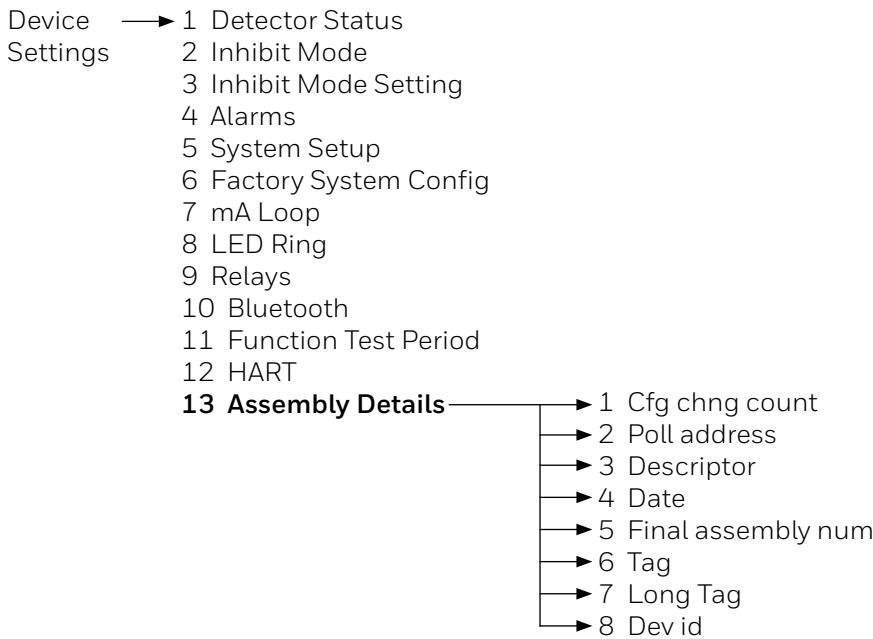 Device
Settings
1 Detector Status
2 Inhibit Mode
3 Inhibit Mode Setting
4 Alarms
5 System Setup
6 Factory System Config
7 mA Loop
8 LED Ring
9 Relays
10 Bluetooth
11 Function Test Period
12 HART
13 Assembly Details
1 Cfg chng count
2 Poll address
3 Descriptor
4 Date
5 Final assembly num
6 Tag
7 Long Tag
8 Dev id